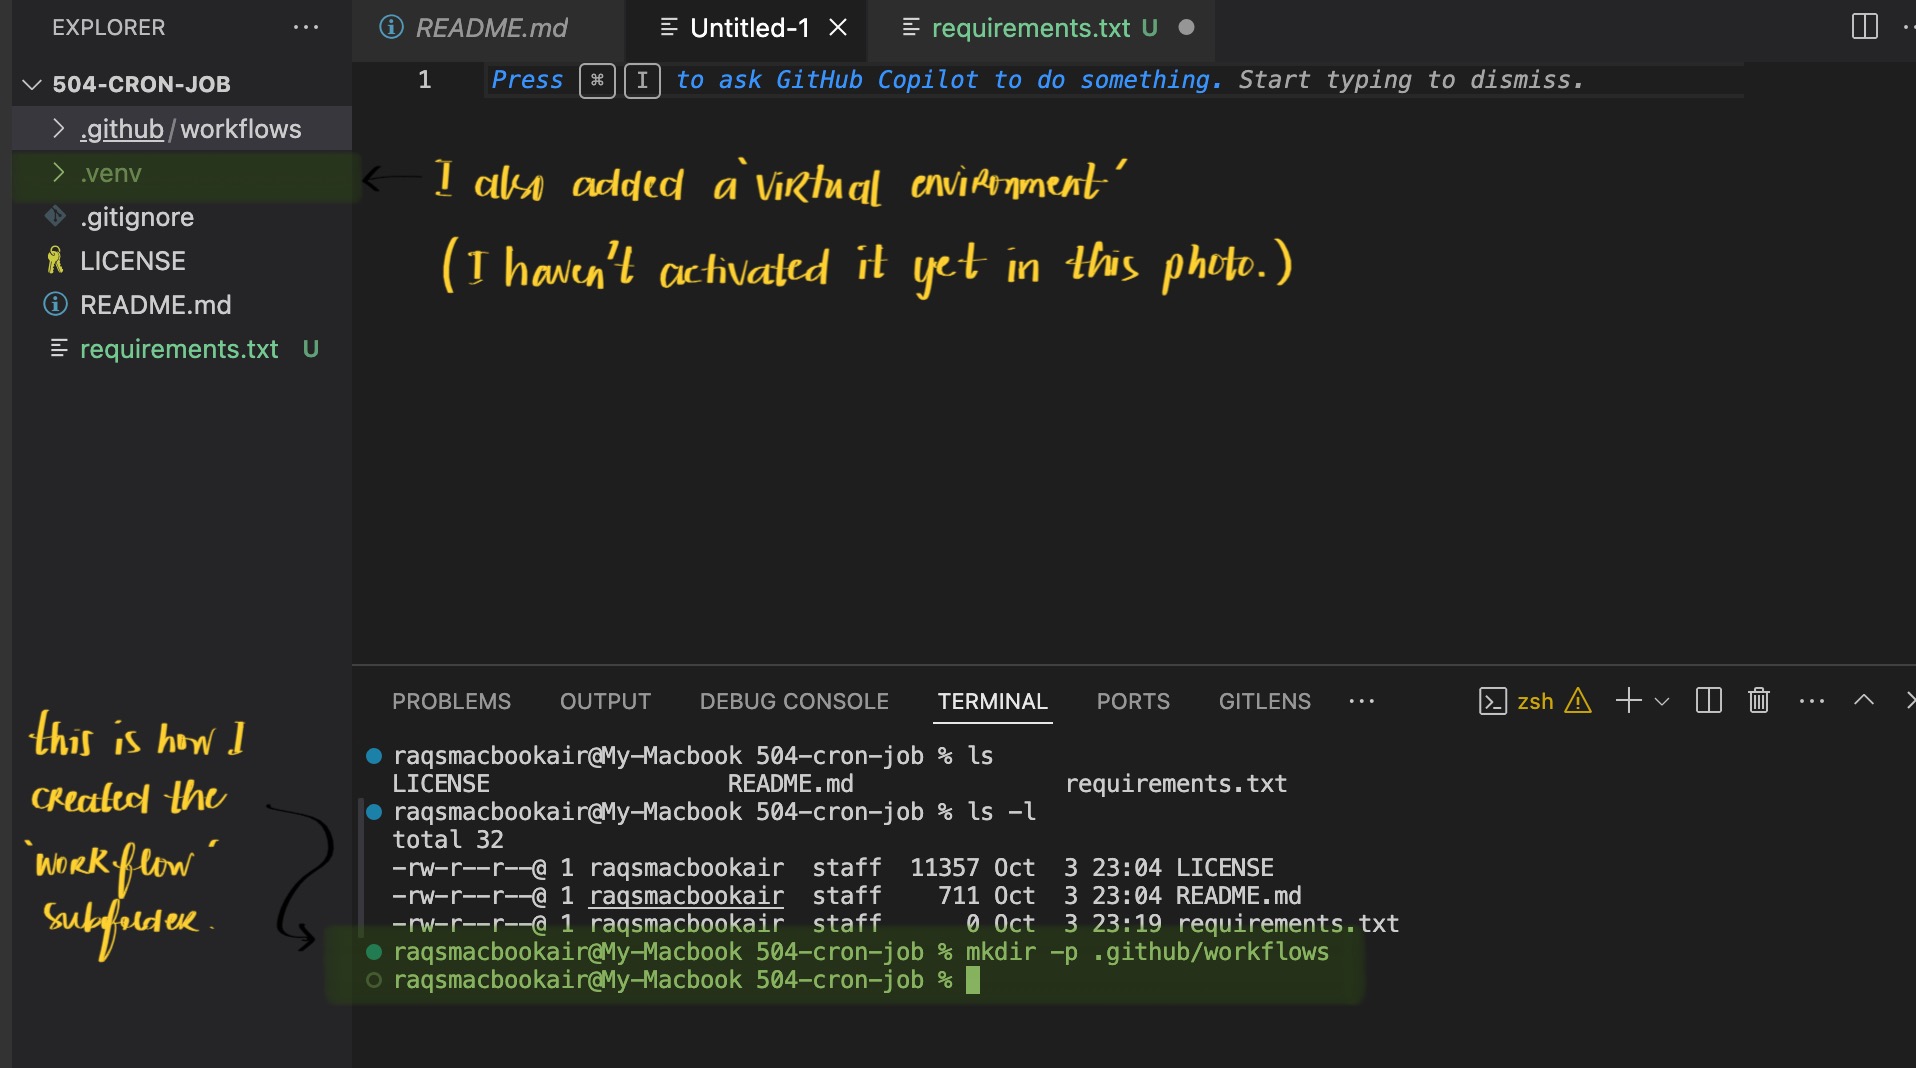 EXPLORER ...
README.md
Untitled-1
requirements.txt U
504-CRON-JOB
.github/workflows
.venv
.gitignore
LICENSE
README.md
requirements.txt U
1 Press ⌘ I to ask GitHub Copilot to do something. Start typing to dismiss.
I also added a `virtual environment´
(I haven't activated it yet in this photo.)
this is how I
created the
`workflow´
subfolder.
PROBLEMS OUTPUT DEBUG CONSOLE TERMINAL PORTS GITLENS ... zsh
raqsmacbookair@My-Macbook 504-cron-job % ls
LICENSE README.md requirements.txt
raqsmacbookair@My-Macbook 504-cron-job % ls -l
total 32
-rw-r--r--@ 1 raqsmacbookair staff 11357 Oct 3 23:04 LICENSE
-rw-r--r--@ 1 raqsmacbookair staff 711 Oct 3 23:04 README.md
-rw-r--r--@ 1 raqsmacbookair staff 0 Oct 3 23:19 requirements.txt
raqsmacbookair@My-Macbook 504-cron-job % mkdir -p .github/workflows
raqsmacbookair@My-Macbook 504-cron-job %